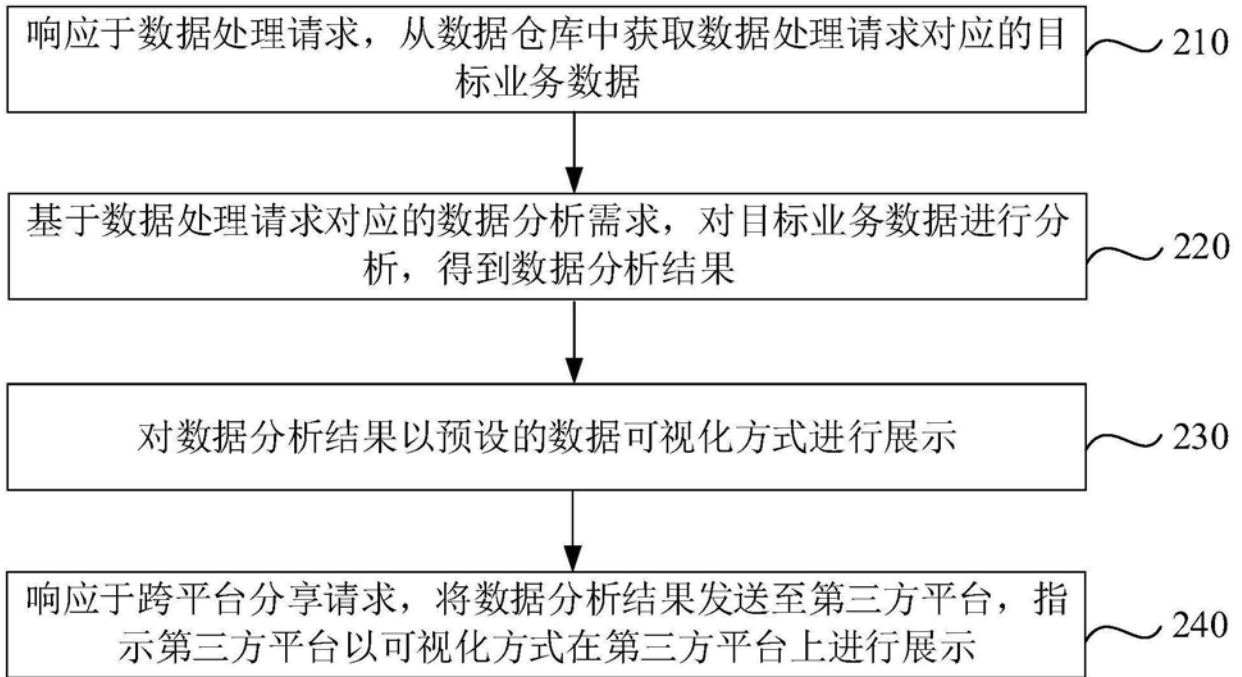 响应于数据处理请求，从数据仓库中获取数据处理请求对应的目
标业务数据
210
基于数据处理请求对应的数据分析需求，对目标业务数据进行分
析，得到数据分析结果
220
对数据分析结果以预设的数据可视化方式进行展示
230
响应于跨平台分享请求，将数据分析结果发送至第三方平台，指
示第三方平台以可视化方式在第三方平台上进行展示
240